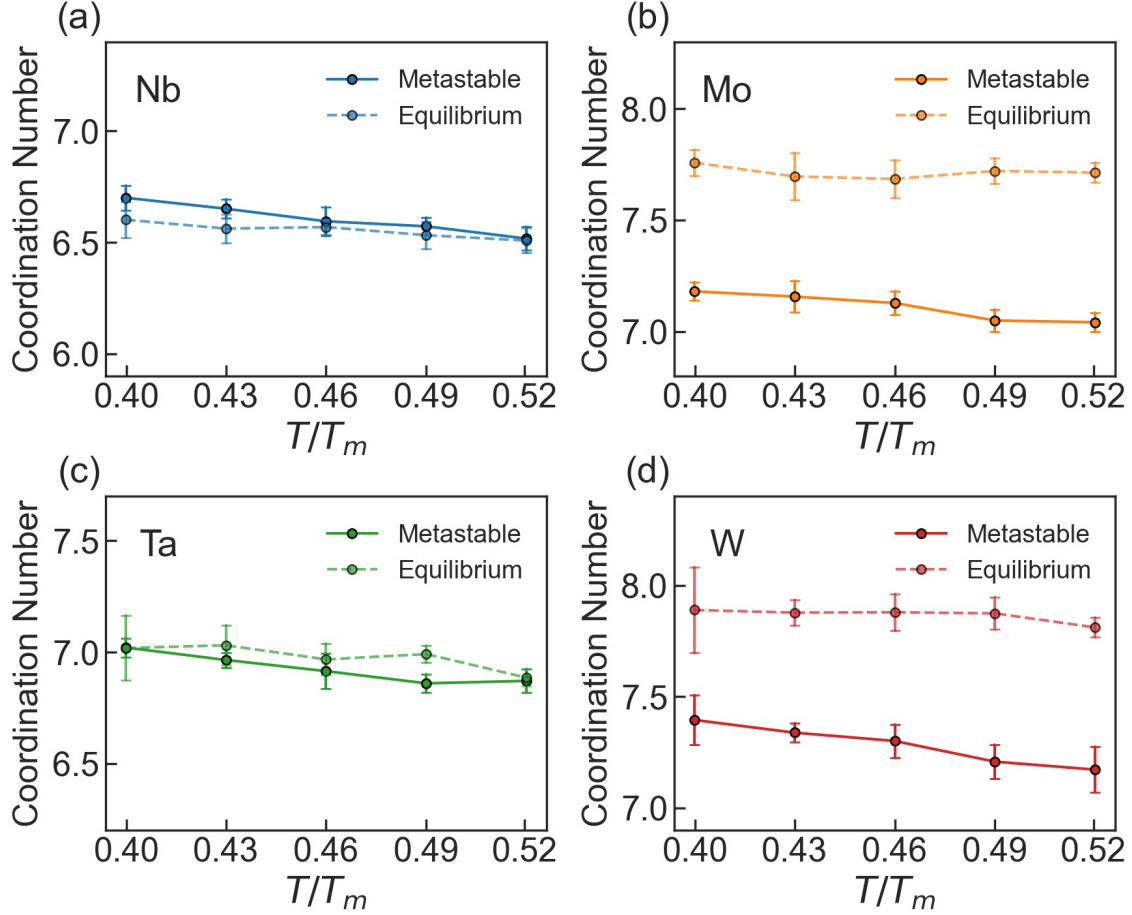 (a)
Coordination Number
Nb
Metastable
Equilibrium
7.0
6.5
6.0
0.40 0.43 0.46 0.49 0.52
T/Tm
(b)
Coordination Number
Mo
Metastable
Equilibrium
8.0
7.5
7.0
0.40 0.43 0.46 0.49 0.52
T/Tm
(c)
Coordination Number
Ta
Metastable
Equilibrium
7.5
7.0
6.5
0.40 0.43 0.46 0.49 0.52
T/Tm
(d)
Coordination Number
W
Metastable
Equilibrium
8.0
7.5
7.0
0.40 0.43 0.46 0.49 0.52
T/Tm